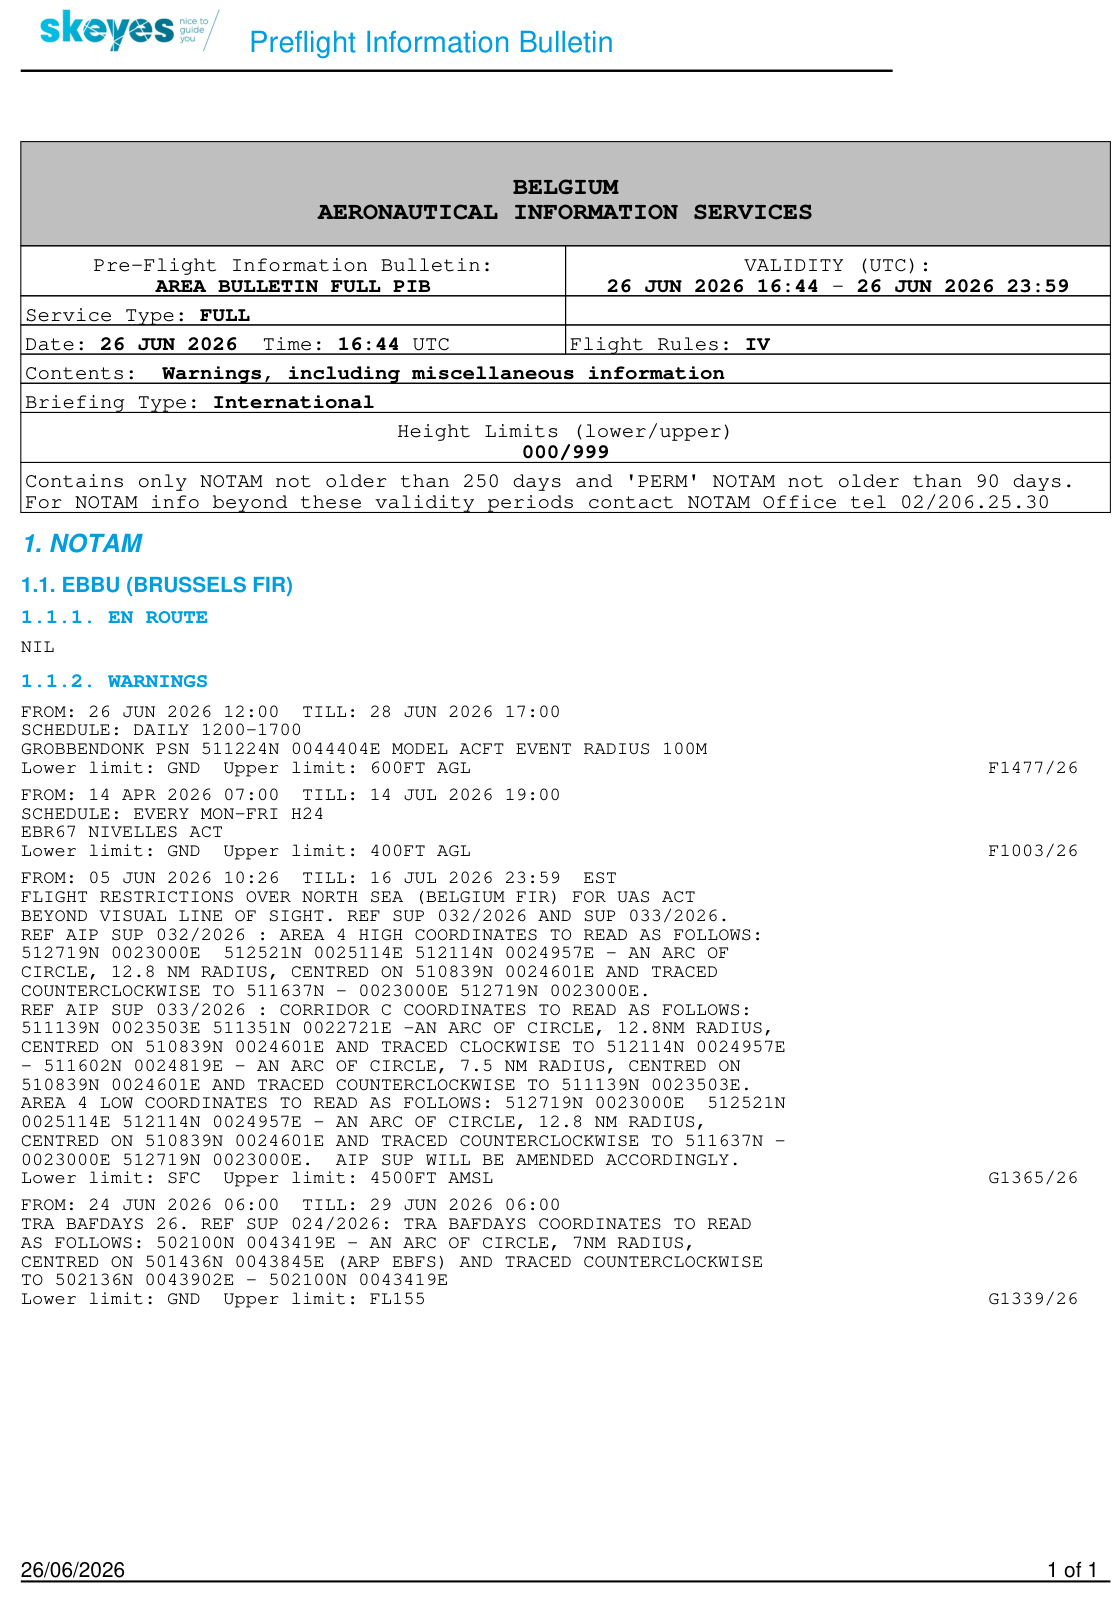 skeyes nice to guide you
Preflight Information Bulletin
BELGIUM
AERONAUTICAL INFORMATION SERVICES
Pre-Flight Information Bulletin:
AREA BULLETIN FULL PIB
VALIDITY (UTC):
26 JUN 2026 16:44 - 26 JUN 2026 23:59
Service Type: FULL
Date: 26 JUN 2026  Time: 16:44 UTC
Flight Rules: IV
Contents:  Warnings, including miscellaneous information
Briefing Type: International
Height Limits (lower/upper)
000/999
Contains only NOTAM not older than 250 days and 'PERM' NOTAM not older than 90 days.
For NOTAM info beyond these validity periods contact NOTAM Office tel 02/206.25.30
1. NOTAM
1.1. EBBU (BRUSSELS FIR)
1.1.1. EN ROUTE
NIL
1.1.2. WARNINGS
FROM: 26 JUN 2026 12:00  TILL: 28 JUN 2026 17:00
SCHEDULE: DAILY 1200-1700
GROBBENDONK PSN 511224N 0044404E MODEL ACFT EVENT RADIUS 100M
Lower limit: GND  Upper limit: 600FT AGL F1477/26
FROM: 14 APR 2026 07:00  TILL: 14 JUL 2026 19:00
SCHEDULE: EVERY MON-FRI H24
EBR67 NIVELLES ACT
Lower limit: GND  Upper limit: 400FT AGL F1003/26
FROM: 05 JUN 2026 10:26  TILL: 16 JUL 2026 23:59  EST
FLIGHT RESTRICTIONS OVER NORTH SEA (BELGIUM FIR) FOR UAS ACT
BEYOND VISUAL LINE OF SIGHT. REF SUP 032/2026 AND SUP 033/2026.
REF AIP SUP 032/2026 : AREA 4 HIGH COORDINATES TO READ AS FOLLOWS:
512719N 0023000E  512521N 0025114E 512114N 0024957E - AN ARC OF
CIRCLE, 12.8 NM RADIUS, CENTRED ON 510839N 0024601E AND TRACED
COUNTERCLOCKWISE TO 511637N - 0023000E 512719N 0023000E.
REF AIP SUP 033/2026 : CORRIDOR C COORDINATES TO READ AS FOLLOWS:
511139N 0023503E 511351N 0022721E -AN ARC OF CIRCLE, 12.8NM RADIUS,
CENTRED ON 510839N 0024601E AND TRACED CLOCKWISE TO 512114N 0024957E
- 511602N 0024819E - AN ARC OF CIRCLE, 7.5 NM RADIUS, CENTRED ON
510839N 0024601E AND TRACED COUNTERCLOCKWISE TO 511139N 0023503E.
AREA 4 LOW COORDINATES TO READ AS FOLLOWS: 512719N 0023000E  512521N
0025114E 512114N 0024957E - AN ARC OF CIRCLE, 12.8 NM RADIUS,
CENTRED ON 510839N 0024601E AND TRACED COUNTERCLOCKWISE TO 511637N -
0023000E 512719N 0023000E.  AIP SUP WILL BE AMENDED ACCORDINGLY.
Lower limit: SFC  Upper limit: 4500FT AMSL G1365/26
FROM: 24 JUN 2026 06:00  TILL: 29 JUN 2026 06:00
TRA BAFDAYS 26. REF SUP 024/2026: TRA BAFDAYS COORDINATES TO READ
AS FOLLOWS: 502100N 0043419E - AN ARC OF CIRCLE, 7NM RADIUS,
CENTRED ON 501436N 0043845E (ARP EBFS) AND TRACED COUNTERCLOCKWISE
TO 502136N 0043902E - 502100N 0043419E
Lower limit: GND  Upper limit: FL155 G1339/26
26/06/2026 1 of 1